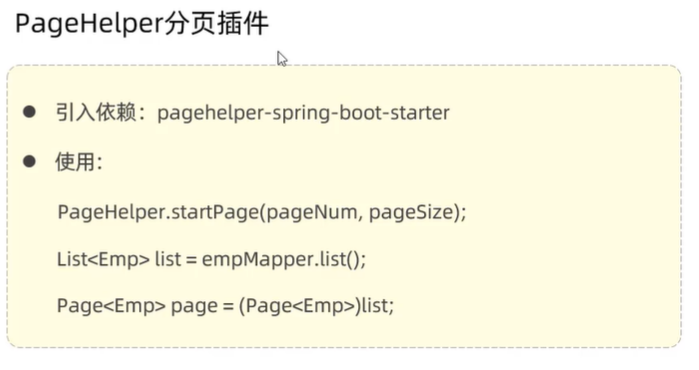 PageHelper分页插件
● 引入依赖：pagehelper-spring-boot-starter
● 使用：
PageHelper.startPage(pageNum, pageSize);
List<Emp> list = empMapper.list();
Page<Emp> page = (Page<Emp>)list;